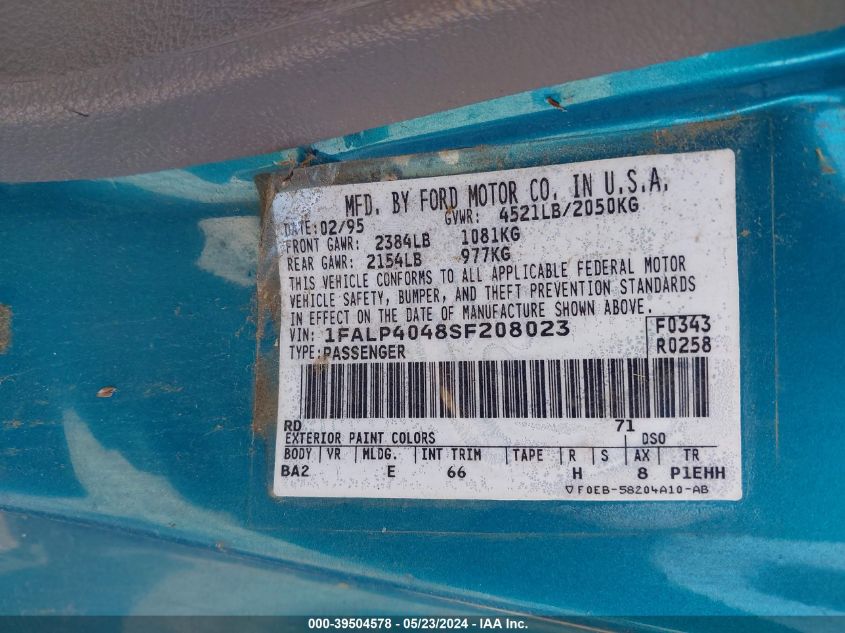 MFD. BY FORD MOTOR CO. IN U.S.A.
DATE: 02/95 GVWR: 4521LB/2050KG
FRONT GAWR: 2384LB 1081KG
REAR GAWR: 2154LB 977KG
THIS VEHICLE CONFORMS TO ALL APPLICABLE FEDERAL MOTOR
VEHICLE SAFETY, BUMPER, AND THEFT PREVENTION STANDARDS
IN EFFECT ON THE DATE OF MANUFACTURE SHOWN ABOVE.
VIN: 1FALP4048SF208023 F0343
TYPE: PASSENGER R0258
RD 71
EXTERIOR PAINT COLORS DSO
BODY VR MLDG. INT TRIM TAPE R S AX TR
BA2 E 66 H 8 P1EHH
▽ F0EB-58204A10-AB
000-39504578 - 05/23/2024 - IAA Inc.